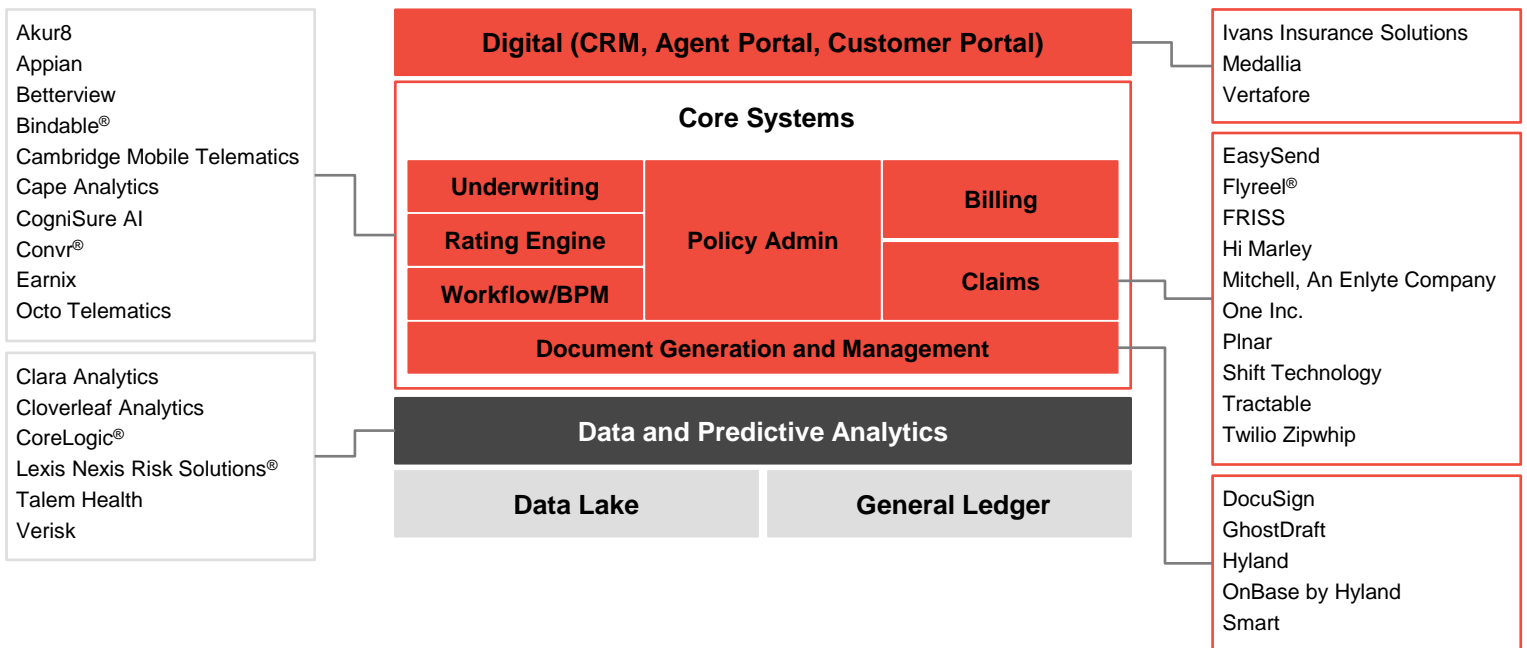 Akur8
Appian
Betterview
Bindable®
Cambridge Mobile Telematics
Cape Analytics
CogniSure AI
Convr®
Earnix
Octo Telematics
Clara Analytics
Cloverleaf Analytics
CoreLogic®
Lexis Nexis Risk Solutions®
Talem Health
Verisk
Digital (CRM, Agent Portal, Customer Portal)
Core Systems
Underwriting
Rating Engine
Workflow/BPM
Policy Admin
Billing
Claims
Document Generation and Management
Data and Predictive Analytics
Data Lake
General Ledger
Ivans Insurance Solutions
Medallia
Vertafore
EasySend
Flyreel®
FRISS
Hi Marley
Mitchell, An Enlyte Company
One Inc.
Plnar
Shift Technology
Tractable
Twilio Zipwhip
DocuSign
GhostDraft
Hyland
OnBase by Hyland
Smart